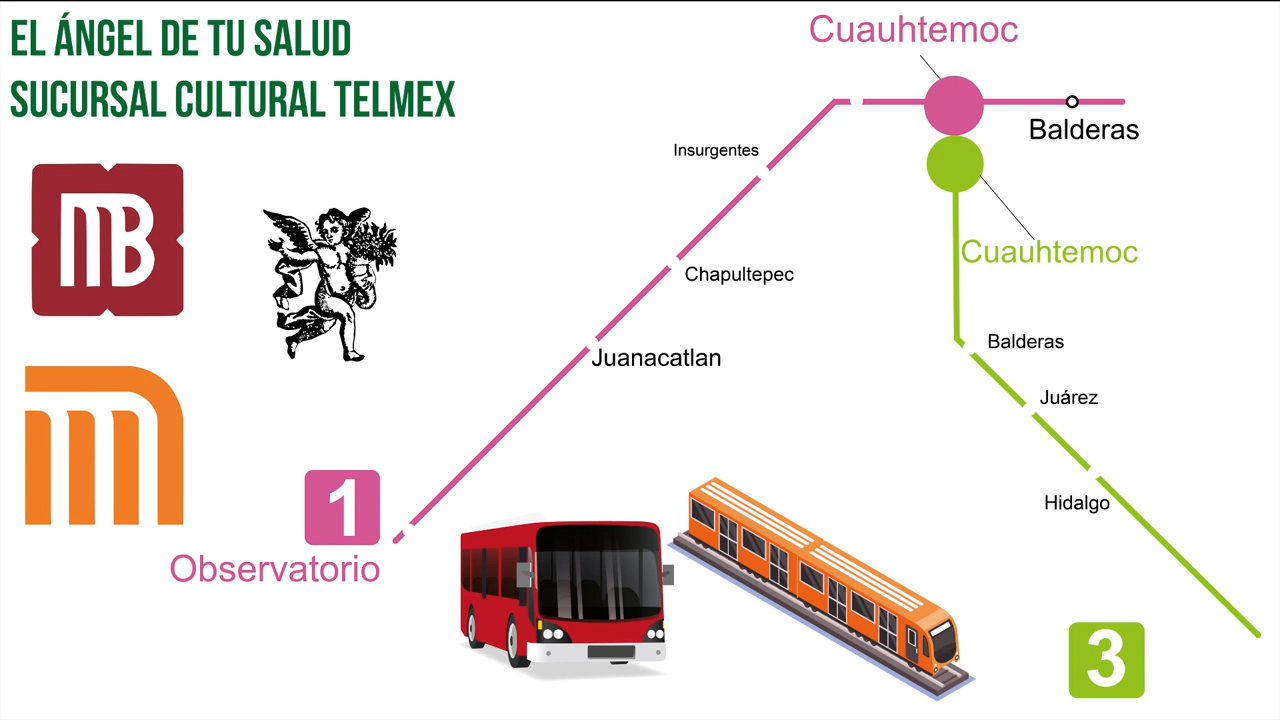 EL ÁNGEL DE TU SALUD
SUCURSAL CULTURAL TELMEX
Cuauhtemoc
Balderas
Insurgentes
Chapultepec
Juanacatlan
Cuauhtemoc
Balderas
Juárez
Hidalgo
MB
1
Observatorio
3